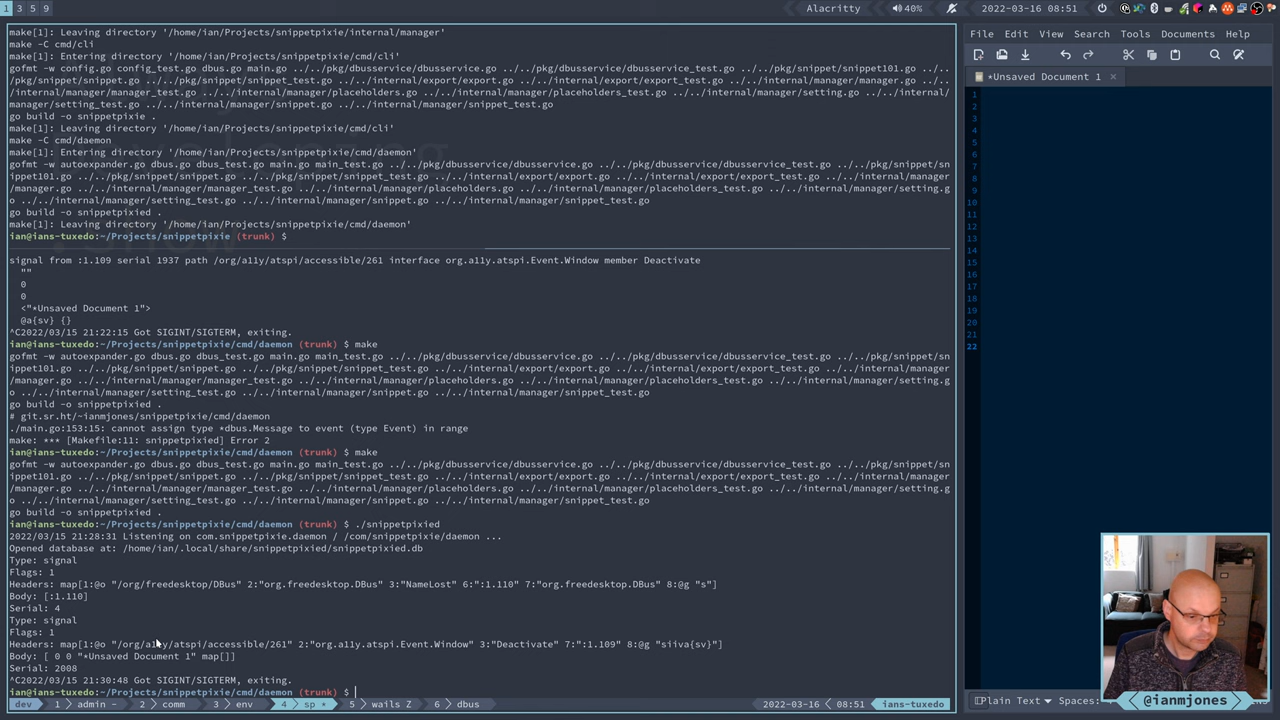 1 3 5 9
Alacritty
40%
2022-03-16 08:51
make[1]: Leaving directory '/home/ian/Projects/snippetpixie/internal/manager'
make -C cmd/cli
make[1]: Entering directory '/home/ian/Projects/snippetpixie/cmd/cli'
gofmt -w config.go config_test.go dbus.go main.go ../../pkg/dbusservice/dbusservice.go ../../pkg/dbusservice/dbusservice_test.go ../../pkg/snippet/snippet101.go ../..
/pkg/snippet/snippet.go ../../pkg/snippet/snippet_test.go ../../internal/export/export.go ../../internal/export/export_test.go ../../internal/manager/manager.go ../..
/internal/manager/manager_test.go ../../internal/manager/placeholders.go ../../internal/manager/placeholders_test.go ../../internal/manager/setting.go ../../internal/
manager/setting_test.go ../../internal/manager/snippet.go ../../internal/manager/snippet_test.go
go build -o snippetpixie .
make[1]: Leaving directory '/home/ian/Projects/snippetpixie/cmd/cli'
make -C cmd/daemon
make[1]: Entering directory '/home/ian/Projects/snippetpixie/cmd/daemon'
gofmt -w autoexpander.go dbus.go dbus_test.go main.go main_test.go ../../pkg/dbusservice/dbusservice.go ../../pkg/dbusservice/dbusservice_test.go ../../pkg/snippet/sn
ippet101.go ../../pkg/snippet/snippet.go ../../pkg/snippet/snippet_test.go ../../internal/export/export.go ../../internal/export/export_test.go ../../internal/manager
/manager.go ../../internal/manager/manager_test.go ../../internal/manager/placeholders.go ../../internal/manager/placeholders_test.go ../../internal/manager/setting.g
o ../../internal/manager/setting_test.go ../../internal/manager/snippet.go ../../internal/manager/snippet_test.go
go build -o snippetpixied .
make[1]: Leaving directory '/home/ian/Projects/snippetpixie/cmd/daemon'
ian@ians-tuxedo:~/Projects/snippetpixie (trunk) $
signal from :1.109 serial 1937 path /org/a11y/atspi/accessible/261 interface org.a11y.atspi.Event.Window member Deactivate
""
0
0
<"*Unsaved Document 1">
@a{sv} {}
^C2022/03/15 21:22:15 Got SIGINT/SIGTERM, exiting.
ian@ians-tuxedo:~/Projects/snippetpixie/cmd/daemon (trunk) $ make
gofmt -w autoexpander.go dbus.go dbus_test.go main.go main_test.go ../../pkg/dbusservice/dbusservice.go ../../pkg/dbusservice/dbusservice_test.go ../../pkg/snippet/sn
ippet101.go ../../pkg/snippet/snippet.go ../../pkg/snippet/snippet_test.go ../../internal/export/export.go ../../internal/export/export_test.go ../../internal/manager
/manager.go ../../internal/manager/manager_test.go ../../internal/manager/placeholders.go ../../internal/manager/placeholders_test.go ../../internal/manager/setting.g
o ../../internal/manager/setting_test.go ../../internal/manager/snippet.go ../../internal/manager/snippet_test.go
go build -o snippetpixied .
# git.sr.ht/~ianmjones/snippetpixie/cmd/daemon
./main.go:153:15: cannot assign type *dbus.Message to event (type Event) in range
make: *** [Makefile:11: snippetpixied] Error 2
ian@ians-tuxedo:~/Projects/snippetpixie/cmd/daemon (trunk) $ make
gofmt -w autoexpander.go dbus.go dbus_test.go main.go main_test.go ../../pkg/dbusservice/dbusservice.go ../../pkg/dbusservice/dbusservice_test.go ../../pkg/snippet/sn
ippet101.go ../../pkg/snippet/snippet.go ../../pkg/snippet/snippet_test.go ../../internal/export/export.go ../../internal/export/export_test.go ../../internal/manager
/manager.go ../../internal/manager/manager_test.go ../../internal/manager/placeholders.go ../../internal/manager/placeholders_test.go ../../internal/manager/setting.g
o ../../internal/manager/setting_test.go ../../internal/manager/snippet.go ../../internal/manager/snippet_test.go
go build -o snippetpixied .
ian@ians-tuxedo:~/Projects/snippetpixie/cmd/daemon (trunk) $ ./snippetpixied
2022/03/15 21:28:31 Listening on com.snippetpixie.daemon / /com/snippetpixie/daemon ...
Opened database at: /home/ian/.local/share/snippetpixied/snippetpixied.db
Type: signal
Flags: 1
Headers: map[1:@o "/org/freedesktop/DBus" 2:"org.freedesktop.DBus" 3:"NameLost" 6:":1.110" 7:"org.freedesktop.DBus" 8:@g "s"]
Body: [:1.110]
Serial: 4
Type: signal
Flags: 1
Headers: map[1:@o "/org/a11y/atspi/accessible/261" 2:"org.a11y.atspi.Event.Window" 3:"Deactivate" 7:":1.109" 8:@g "siiva{sv}"]
Body: [ 0 0 "*Unsaved Document 1" map[]]
Serial: 2008
^C2022/03/15 21:30:48 Got SIGINT/SIGTERM, exiting.
ian@ians-tuxedo:~/Projects/snippetpixie/cmd/daemon (trunk) $
dev 1 admin - 2 comm 3 env 4 sp * 5 wails Z 6 dbus 2022-03-16 08:51 ians-tuxedo
File Edit View Search Tools Documents Help
*Unsaved Document 1
1
2
3
4
5
6
7
8
9
10
11
12
13
14
15
16
17
18
19
20
21
22
Plain Text Spaces:
@ianmjones